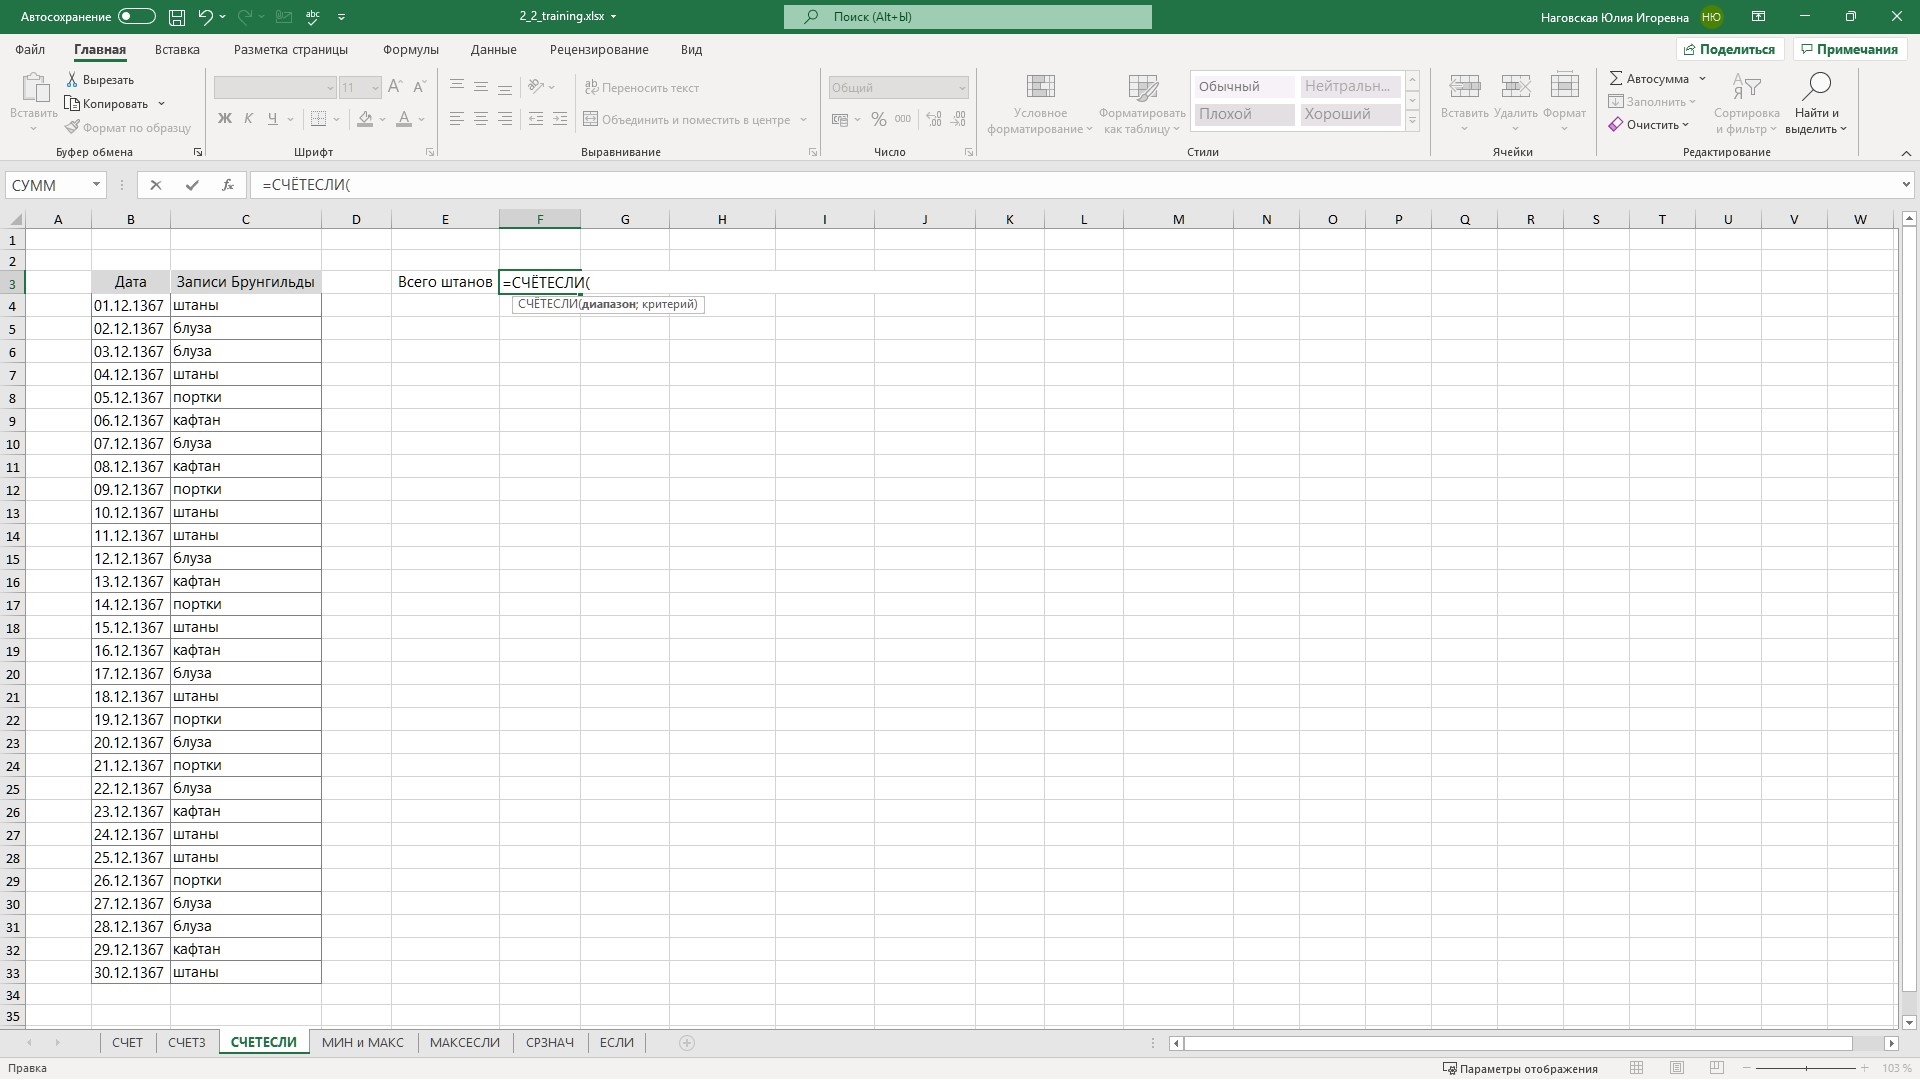 Автосохранение 2_2_training.xlsx Поиск (Alt+Ы) Наговская Юлия Игоревна НЮ
Файл Главная Вставка Разметка страницы Формулы Данные Рецензирование Вид Поделиться Примечания
Вставить
Вырезать
Копировать
Формат по образцу
Буфер обмена
11
Ж К Ч
Шрифт
Переносить текст
Объединить и поместить в центре
Выравнивание
Общий
% 000
Число
Условное форматирование
Форматировать как таблицу
Обычный Нейтральн...
Плохой Хороший
Стили
Вставить Удалить Формат
Ячейки
Автосумма
Заполнить
Очистить
Сортировка и фильтр
Найти и выделить
Редактирование
СУММ fx =СЧЁТЕСЛИ(
A B C D E F G H I J K L M N O P Q R S T U V W
1
2
3 Дата Записи Брунгильды Всего штанов =СЧЁТЕСЛИ(
СЧЁТЕСЛИ(диапазон; критерий)
4 01.12.1367 штаны
5 02.12.1367 блуза
6 03.12.1367 блуза
7 04.12.1367 штаны
8 05.12.1367 портки
9 06.12.1367 кафтан
10 07.12.1367 блуза
11 08.12.1367 кафтан
12 09.12.1367 портки
13 10.12.1367 штаны
14 11.12.1367 штаны
15 12.12.1367 блуза
16 13.12.1367 кафтан
17 14.12.1367 портки
18 15.12.1367 штаны
19 16.12.1367 кафтан
20 17.12.1367 блуза
21 18.12.1367 штаны
22 19.12.1367 портки
23 20.12.1367 блуза
24 21.12.1367 портки
25 22.12.1367 блуза
26 23.12.1367 кафтан
27 24.12.1367 штаны
28 25.12.1367 штаны
29 26.12.1367 портки
30 27.12.1367 блуза
31 28.12.1367 блуза
32 29.12.1367 кафтан
33 30.12.1367 штаны
34
35
СЧЕТ СЧЕТЗ СЧЕТЕСЛИ МИН и МАКС МАКСЕСЛИ СРЗНАЧ ЕСЛИ
Правка Параметры отображения 103 %